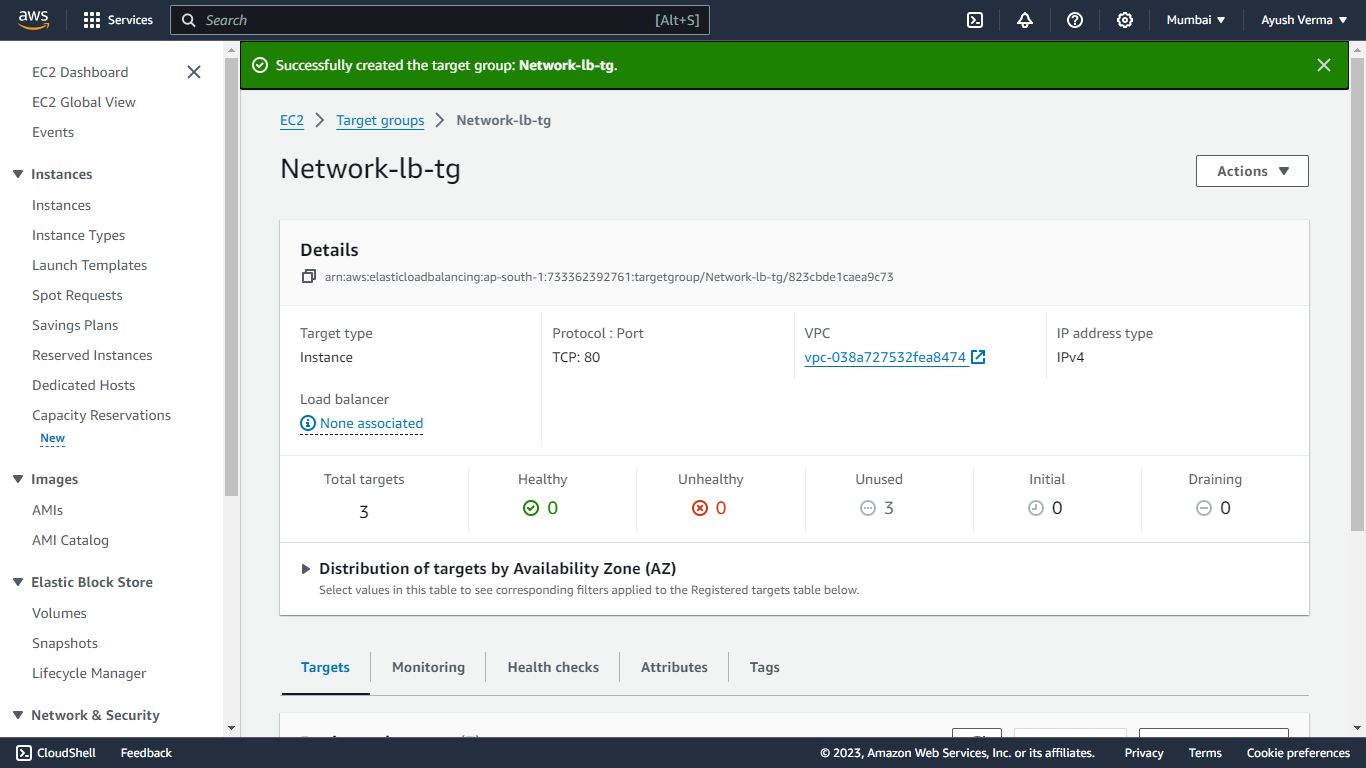 aws
Services
Search
[Alt+S]
Mumbai
Ayush Verma
EC2 Dashboard
EC2 Global View
Events
Instances
Instances
Instance Types
Launch Templates
Spot Requests
Savings Plans
Reserved Instances
Dedicated Hosts
Capacity Reservations
New
Images
AMIs
AMI Catalog
Elastic Block Store
Volumes
Snapshots
Lifecycle Manager
Network & Security
Successfully created the target group: Network-lb-tg.
EC2
Target groups
Network-lb-tg
Network-lb-tg
Actions
Details
arn:aws:elasticloadbalancing:ap-south-1:733362392761:targetgroup/Network-lb-tg/823cbde1caea9c73
Target type
Instance
Protocol : Port
TCP: 80
VPC
vpc-038a727532fea8474
IP address type
IPv4
Load balancer
None associated
Total targets
3
Healthy
0
Unhealthy
0
Unused
3
Initial
0
Draining
0
Distribution of targets by Availability Zone (AZ)
Select values in this table to see corresponding filters applied to the Registered targets table below.
Targets
Monitoring
Health checks
Attributes
Tags
CloudShell
Feedback
© 2023, Amazon Web Services, Inc. or its affiliates.
Privacy
Terms
Cookie preferences